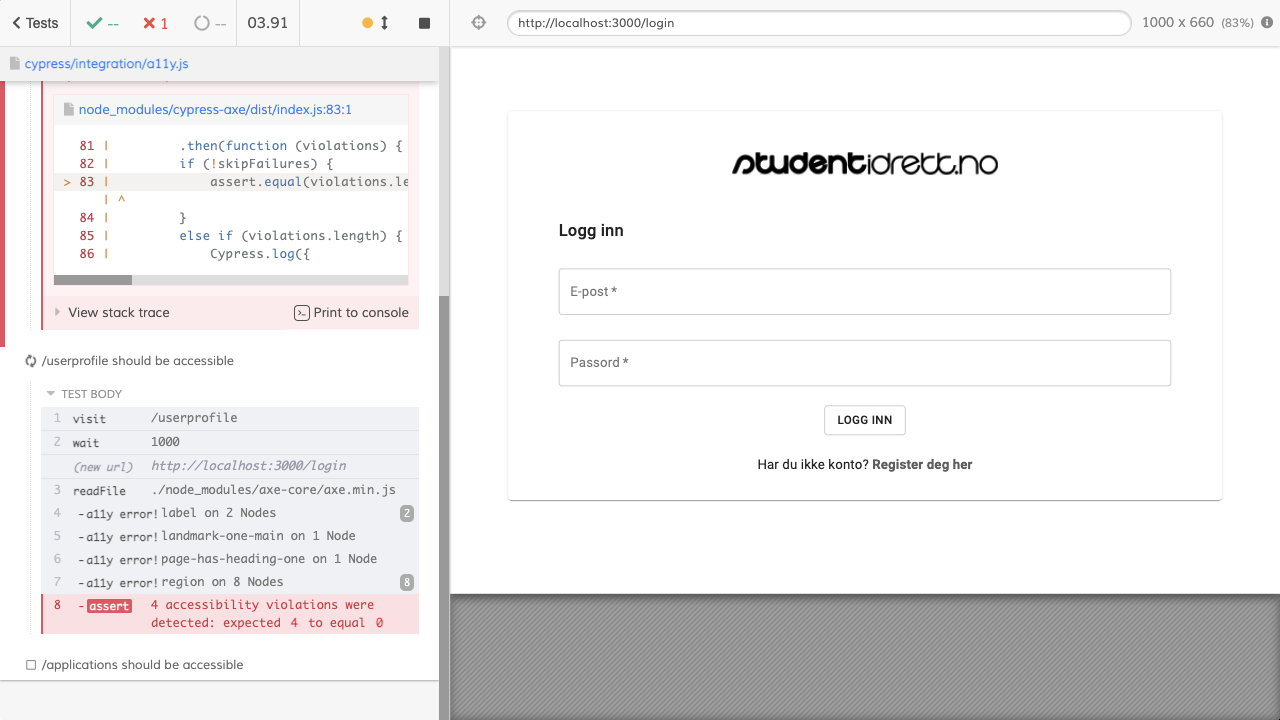 Tests
--
1
--
03.91
http://localhost:3000/login
1000 x 660 (83%)
cypress/integration/a11y.js
node_modules/cypress-axe/dist/index.js:83:1
81 | .then(function (violations) {
82 | if (!skipFailures) {
> 83 | assert.equal(violations.le
| ^
84 | }
85 | else if (violations.length) {
86 | Cypress.log({
View stack trace
Print to console
/userprofile should be accessible
TEST BODY
1 visit /userprofile
2 wait 1000
(new url) http://localhost:3000/login
3 readFile ./node_modules/axe-core/axe.min.js
4 -a11y error! label on 2 Nodes 2
5 -a11y error! landmark-one-main on 1 Node
6 -a11y error! page-has-heading-one on 1 Node
7 -a11y error! region on 8 Nodes 8
8 -assert 4 accessibility violations were
detected: expected 4 to equal 0
/applications should be accessible
studentidrett.no
Logg inn
E-post *
Passord *
LOGG INN
Har du ikke konto? Register deg her